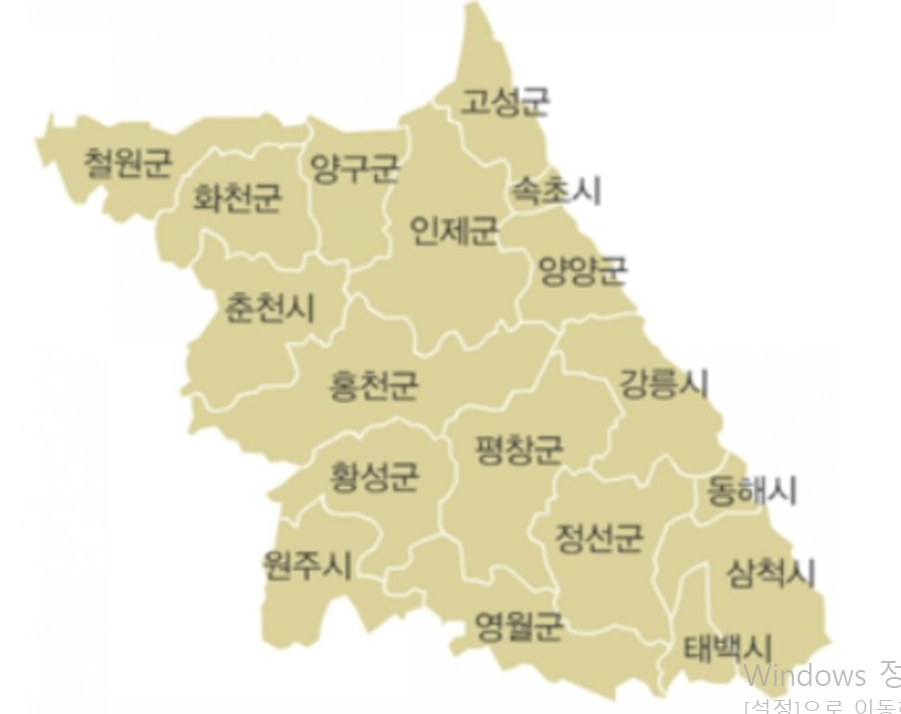 고성군
철원군
양구군
화천군
속초시
인제군
양양군
춘천시
홍천군
강릉시
평창군
황성군
동해시
정선군
원주시
삼척시
영월군
태백시
Windows 정
[설정]으로 이동